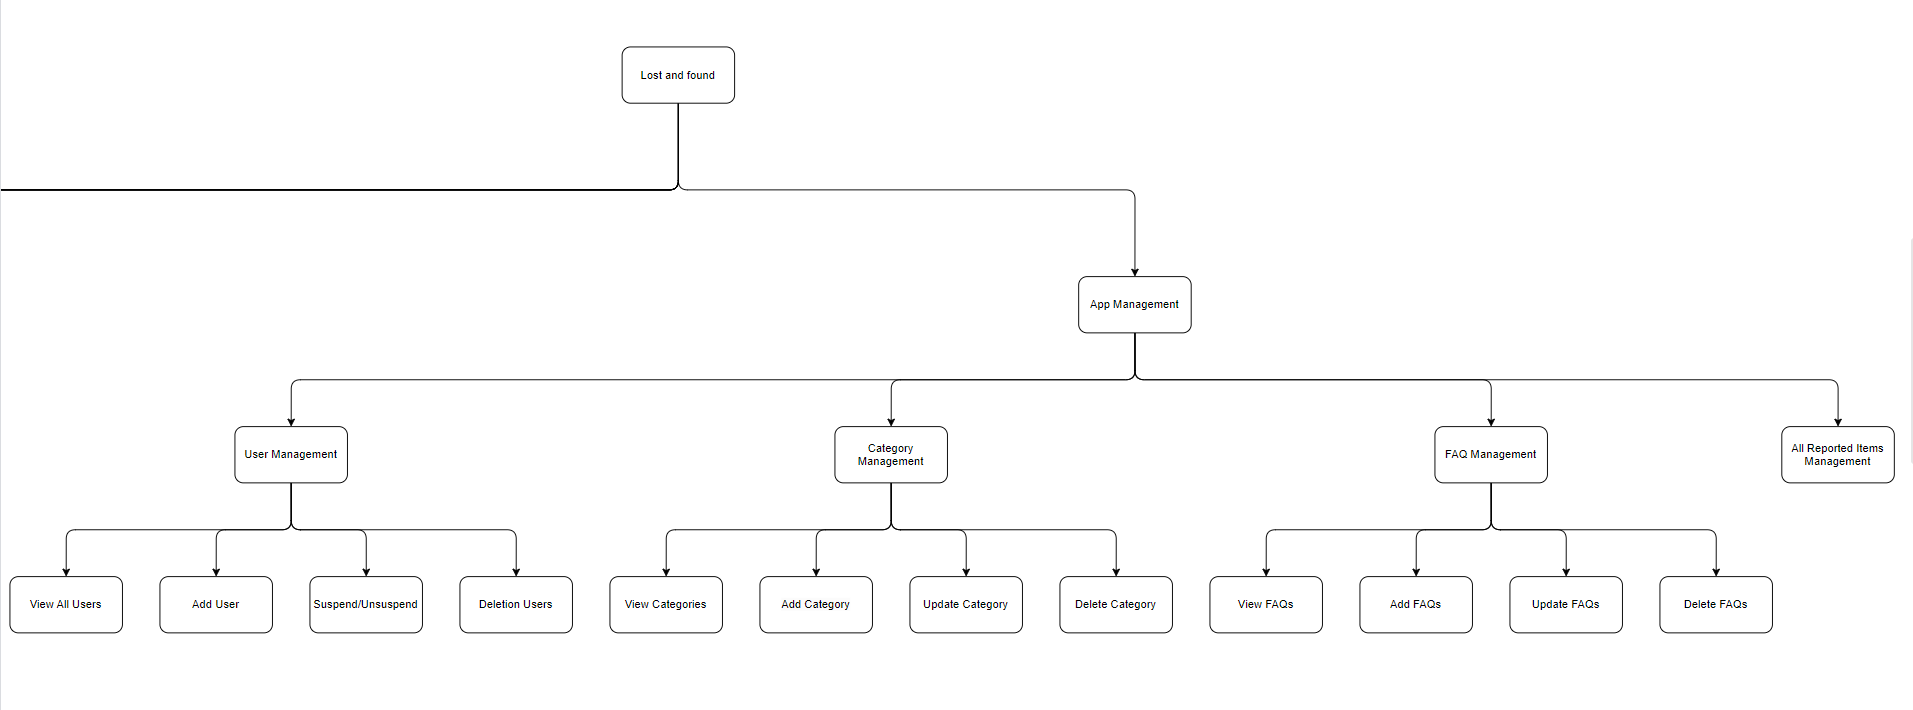 Lost and found
App Management
User Management
Category
Management
FAQ Management
All Reported Items
Management
View All Users
Add User
Suspend/Unsuspend
Deletion Users
View Categories
Add Category
Update Category
Delete Category
View FAQs
Add FAQs
Update FAQs
Delete FAQs